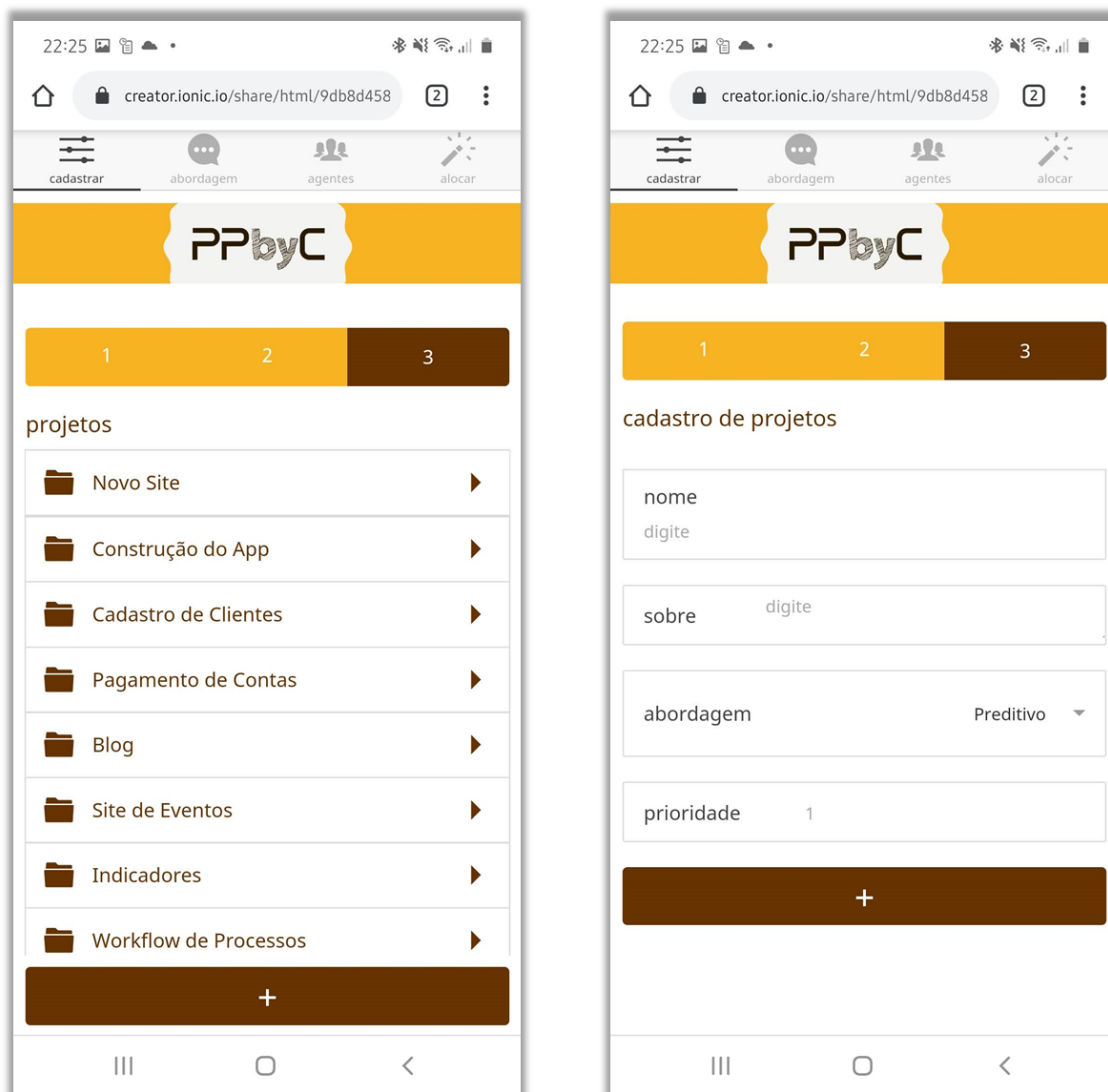 22:25
creator.ionic.io/share/html/9db8d458
2
cadastrar abordagem agentes alocar
PPbyC
1 2 3
projetos
Novo Site
Construção do App
Cadastro de Clientes
Pagamento de Contas
Blog
Site de Eventos
Indicadores
Workflow de Processos
+
22:25
creator.ionic.io/share/html/9db8d458
2
cadastrar abordagem agentes alocar
PPbyC
1 2 3
cadastro de projetos
nome
digite
sobre digite
abordagem Preditivo
prioridade 1
+